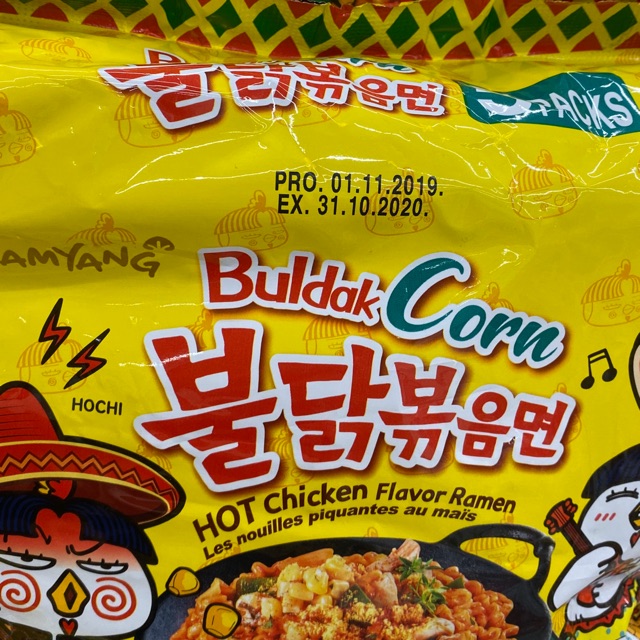 불닭볶음면
PACKS
PRO. 01.11.2019.
EX. 31.10.2020.
SAMYANG
Buldak Corn
불닭볶음면
HOCHI
HOT Chicken Flavor Ramen
Les nouilles piquantes au maïs